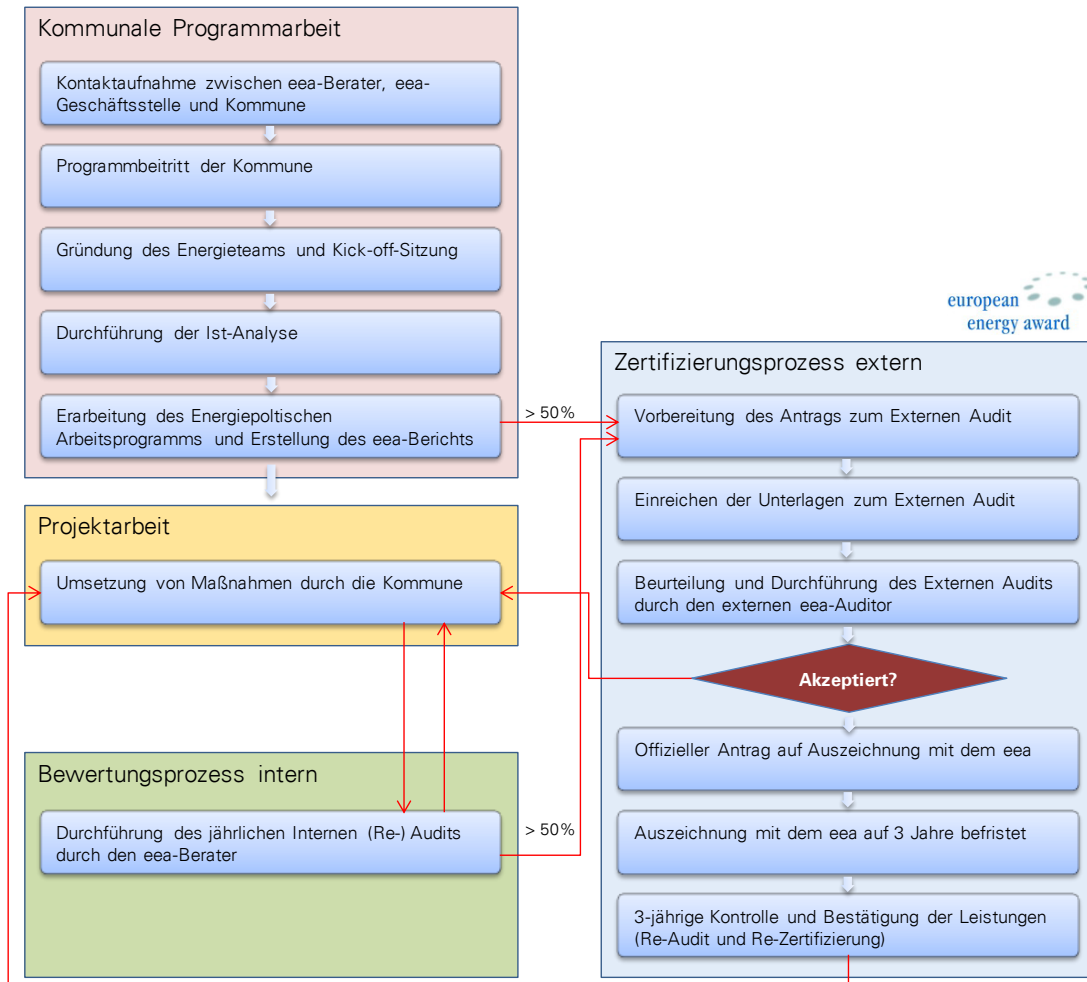 Kommunale Programmarbeit
Kontaktaufnahme zwischen eea-Berater, eea-
Geschäftsstelle und Kommune
Programmbeitritt der Kommune
Gründung des Energieteams und Kick-off-Sitzung
Durchführung der Ist-Analyse
Erarbeitung des Energiepoltischen
Arbeitsprogramms und Erstellung des eea-Berichts
> 50%
Projektarbeit
Umsetzung von Maßnahmen durch die Kommune
Bewertungsprozess intern
Durchführung des jährlichen Internen (Re-) Audits
durch den eea-Berater
> 50%
european
energy award
Zertifizierungsprozess extern
Vorbereitung des Antrags zum Externen Audit
Einreichen der Unterlagen zum Externen Audit
Beurteilung und Durchführung des Externen Audits
durch den externen eea-Auditor
Akzeptiert?
Offizieller Antrag auf Auszeichnung mit dem eea
Auszeichnung mit dem eea auf 3 Jahre befristet
3-jährige Kontrolle und Bestätigung der Leistungen
(Re-Audit und Re-Zertifizierung)